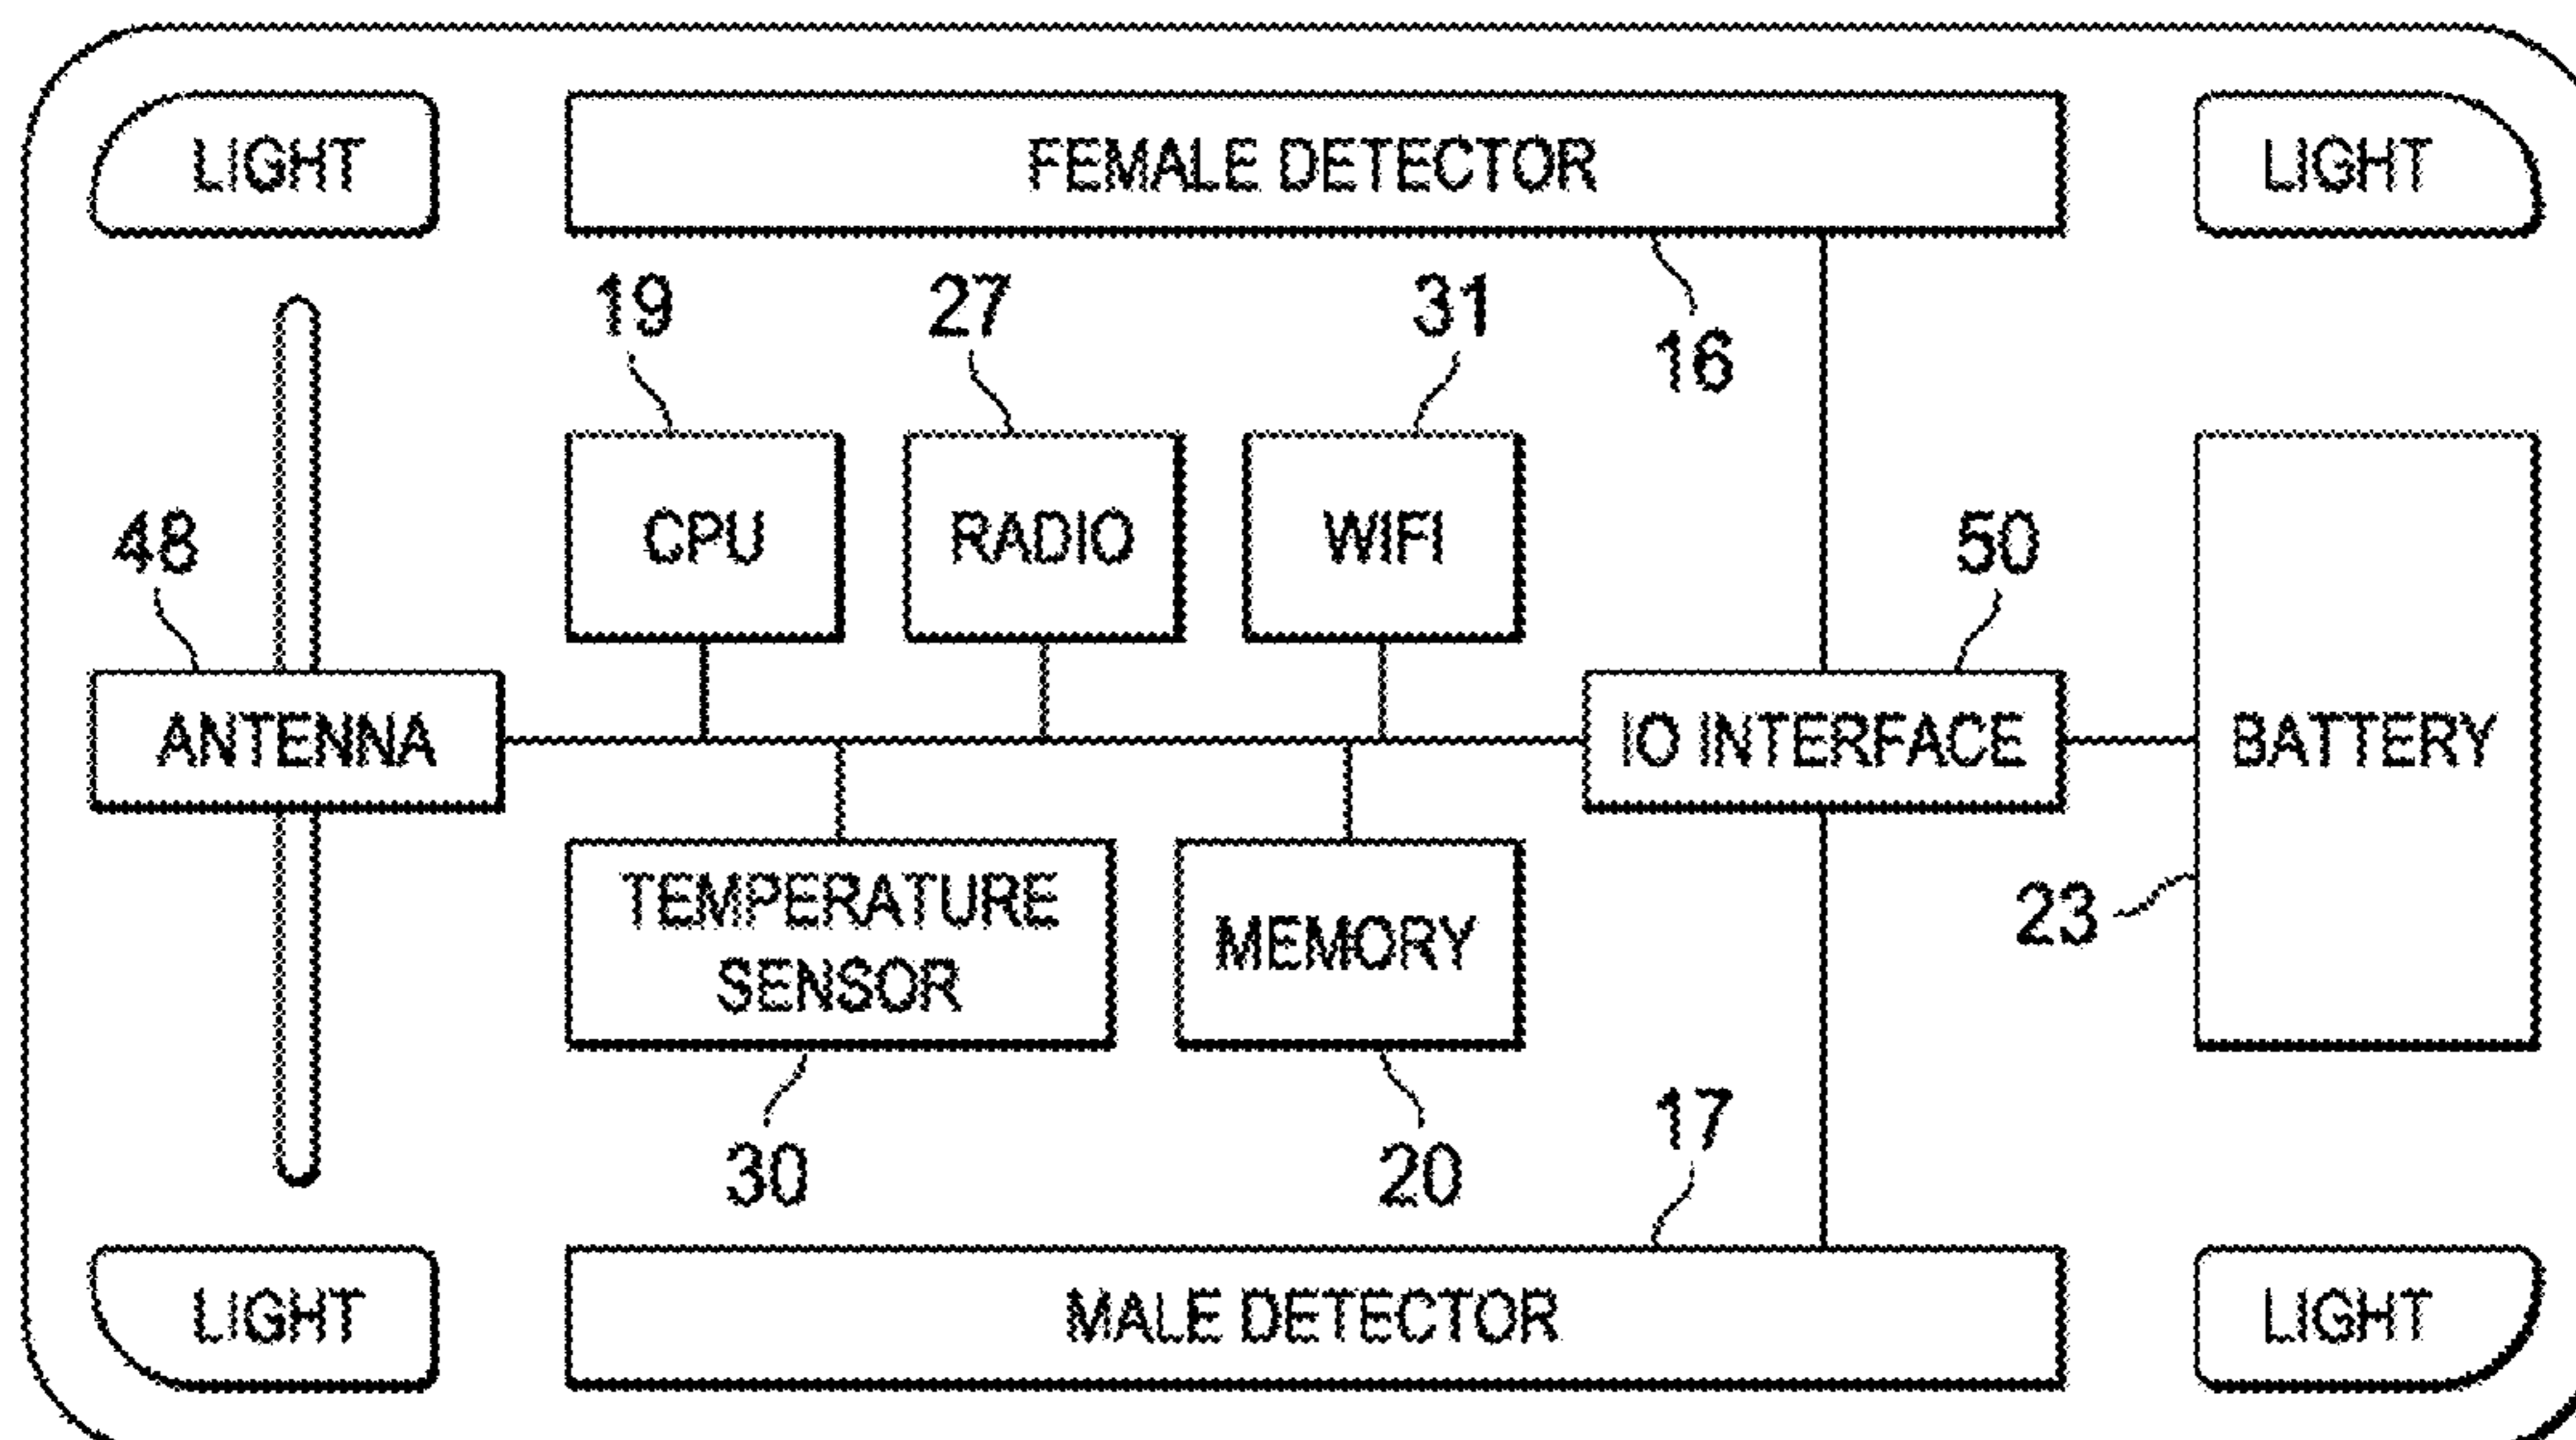 LIGHT
FEMALE DETECTOR
LIGHT
19
27
31
16
CPU
RADIO
WIFI
48
50
ANTENNA
IO INTERFACE
BATTERY
TEMPERATURE
SENSOR
MEMORY
23
30
20
17
LIGHT
MALE DETECTOR
LIGHT